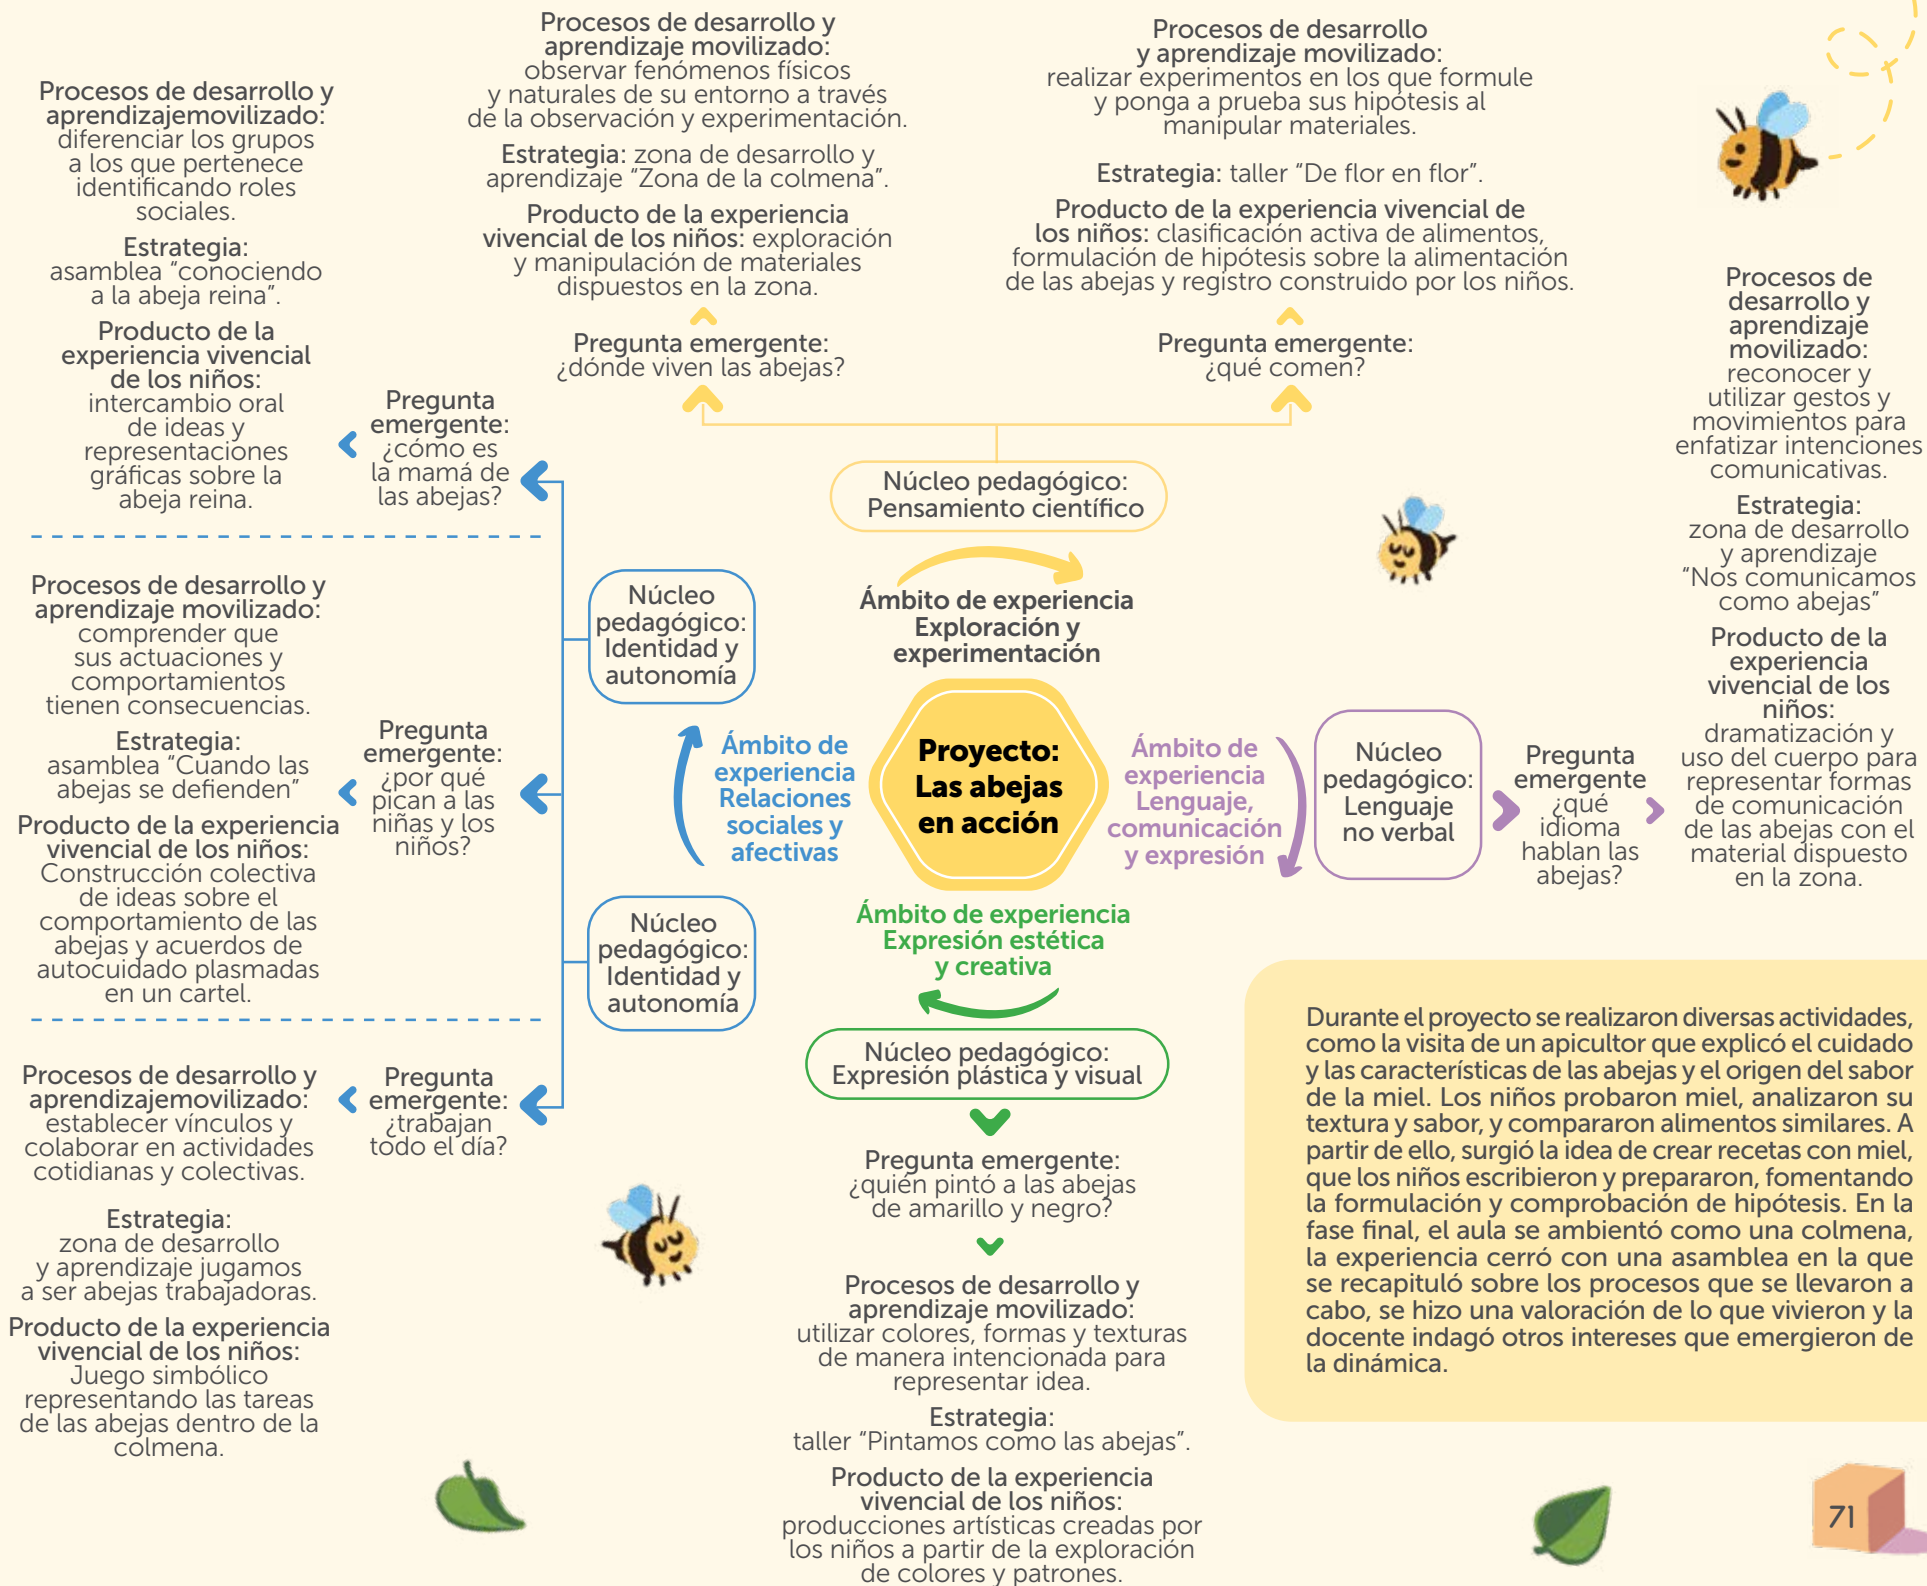 Procesos de desarrollo y
aprendizajemovilizado:
diferenciar los grupos
a los que pertenece
identificando roles
sociales.
Estrategia:
asamblea “conociendo
a la abeja reina”.
Producto de la
experiencia vivencial
de los niños:
intercambio oral
de ideas y
representaciones
gráficas sobre la
abeja reina.
Pregunta
emergente:
¿cómo es
la mamá de
las abejas?
Procesos de desarrollo y
aprendizaje movilizado:
observar fenómenos físicos
y naturales de su entorno a través
de la observación y experimentación.
Estrategia: zona de desarrollo y
aprendizaje “Zona de la colmena”.
Producto de la experiencia
vivencial de los niños: exploración
y manipulación de materiales
dispuestos en la zona.
Pregunta emergente:
¿dónde viven las abejas?
Procesos de desarrollo
y aprendizaje movilizado:
realizar experimentos en los que formule
y ponga a prueba sus hipótesis al
manipular materiales.
Estrategia: taller “De flor en flor”.
Producto de la experiencia vivencial de
los niños: clasificación activa de alimentos,
formulación de hipótesis sobre la alimentación
de las abejas y registro construido por los niños.
Pregunta emergente:
¿qué comen?
Núcleo pedagógico:
Pensamiento científico
Ámbito de experiencia
Exploración y
experimentación
Procesos de desarrollo y
aprendizaje movilizado:
comprender que
sus actuaciones y
comportamientos
tienen consecuencias.
Estrategia:
asamblea “Cuando las
abejas se defienden”
Producto de la experiencia
vivencial de los niños:
Construcción colectiva
de ideas sobre el
comportamiento de las
abejas y acuerdos de
autocuidado plasmadas
en un cartel.
Pregunta
emergente:
¿por qué
pican a las
niñas y los
niños?
Núcleo
pedagógico:
Identidad y
autonomía
Ámbito de
experiencia
Relaciones
sociales y
afectivas
Proyecto:
Las abejas
en acción
Ámbito de
experiencia
Lenguaje,
comunicación
y expresión
Núcleo
pedagógico:
Lenguaje
no verbal
Pregunta
emergente
¿qué
idioma
hablan las
abejas?
Procesos de
desarrollo y
aprendizaje
movilizado:
reconocer y
utilizar gestos y
movimientos para
enfatizar intenciones
comunicativas.
Estrategia:
zona de desarrollo
y aprendizaje
“Nos comunicamos
como abejas”
Producto de la
experiencia
vivencial de los
niños:
dramatización y
uso del cuerpo para
representar formas
de comunicación
de las abejas con el
material dispuesto
en la zona.
Núcleo
pedagógico:
Identidad y
autonomía
Procesos de desarrollo y
aprendizajemovilizado:
establecer vínculos y
colaborar en actividades
cotidianas y colectivas.
Estrategia:
zona de desarrollo
y aprendizaje jugamos
a ser abejas trabajadoras.
Producto de la experiencia
vivencial de los niños:
Juego simbólico
representando las tareas
de las abejas dentro de la
colmena.
Pregunta
emergente:
¿trabajan
todo el día?
Ámbito de experiencia
Expresión estética
y creativa
Núcleo pedagógico:
Expresión plástica y visual
Pregunta emergente:
¿quién pintó a las abejas
de amarillo y negro?
Procesos de desarrollo y
aprendizaje movilizado:
utilizar colores, formas y texturas
de manera intencionada para
representar idea.
Estrategia:
taller “Pintamos como las abejas”.
Producto de la experiencia
vivencial de los niños:
producciones artísticas creadas por
los niños a partir de la exploración
de colores y patrones.
Durante el proyecto se realizaron diversas actividades,
como la visita de un apicultor que explicó el cuidado
y las características de las abejas y el origen del sabor
de la miel. Los niños probaron miel, analizaron su
textura y sabor, y compararon alimentos similares. A
partir de ello, surgió la idea de crear recetas con miel,
que los niños escribieron y prepararon, fomentando
la formulación y comprobación de hipótesis. En la
fase final, el aula se ambientó como una colmena,
la experiencia cerró con una asamblea en la que
se recapituló sobre los procesos que se llevaron a
cabo, se hizo una valoración de lo que vivieron y la
docente indagó otros intereses que emergieron de
la dinámica.
71